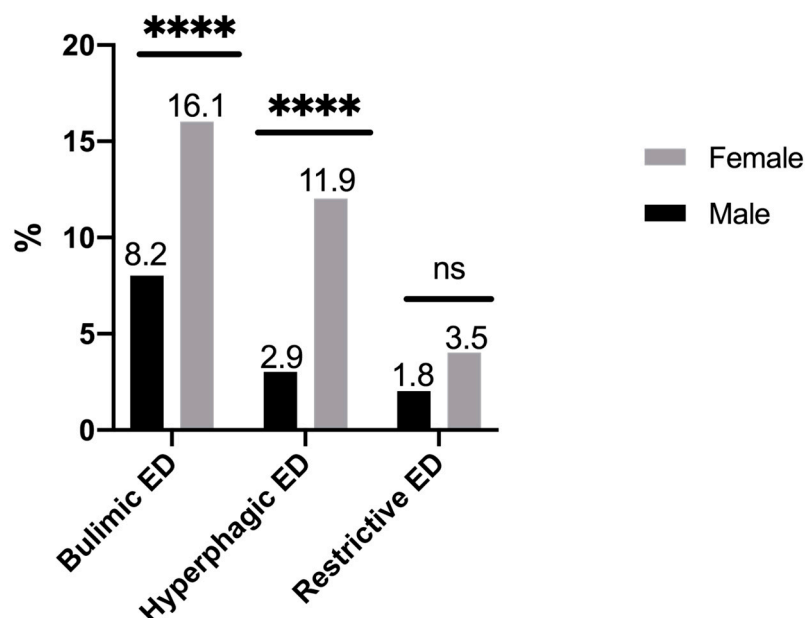 ****
20
16.1
****
Female
15
11.9
Male
%
10
8.2
ns
5
3.5
2.9
1.8
0
Bulimic ED
Hyperphagic ED
Restrictive ED